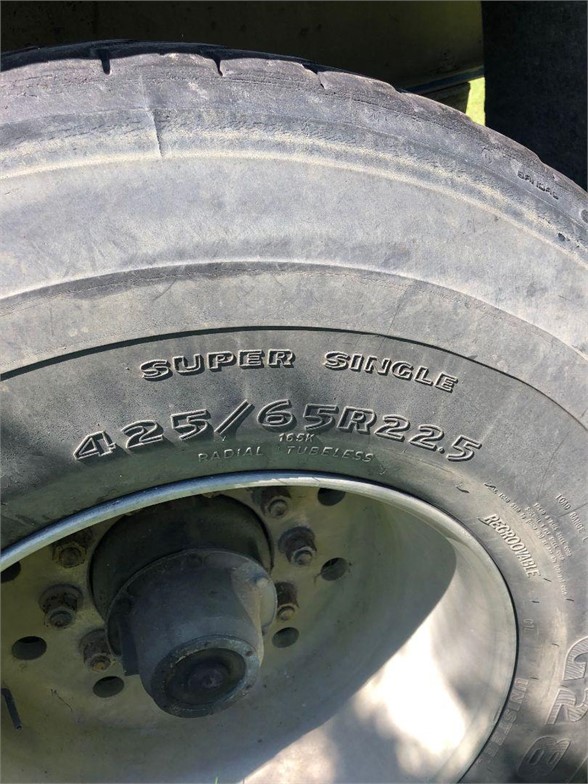 SUPER SINGLE
425/65R22.5
165K
RADIAL TUBELESS
REGROOVABLE